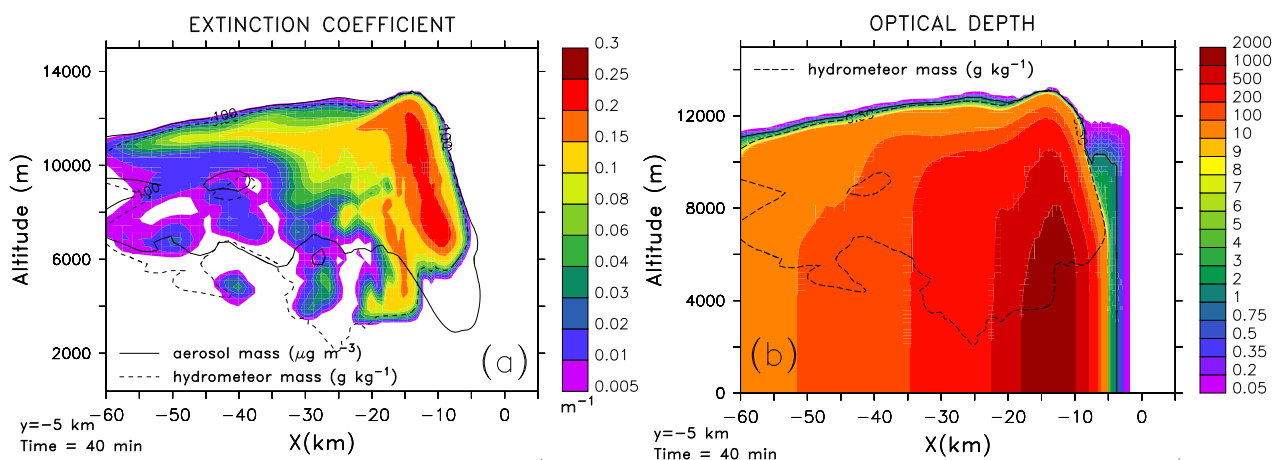 EXTINCTION COEFFICIENT
14000
10000
6000
2000
Altitude (m)
.100
.100
.100
aerosol mass (μg m⁻³)
hydrometeor mass (g kg⁻¹)
(a)
−60 −50 −40 −30 −20 −10 0
X(km)
y=−5 km
Time = 40 min
0.3
0.25
0.2
0.15
0.1
0.08
0.06
0.04
0.03
0.02
0.01
0.005
m⁻¹
OPTICAL DEPTH
hydrometeor mass (g kg⁻¹)
12000
8000
4000
0
Altitude (m)
(b)
−60 −50 −40 −30 −20 −10 0
X(km)
y=−5 km
Time = 40 min
2000
1000
500
200
100
10
9
8
7
6
5
4
3
2
1
0.75
0.5
0.35
0.2
0.05